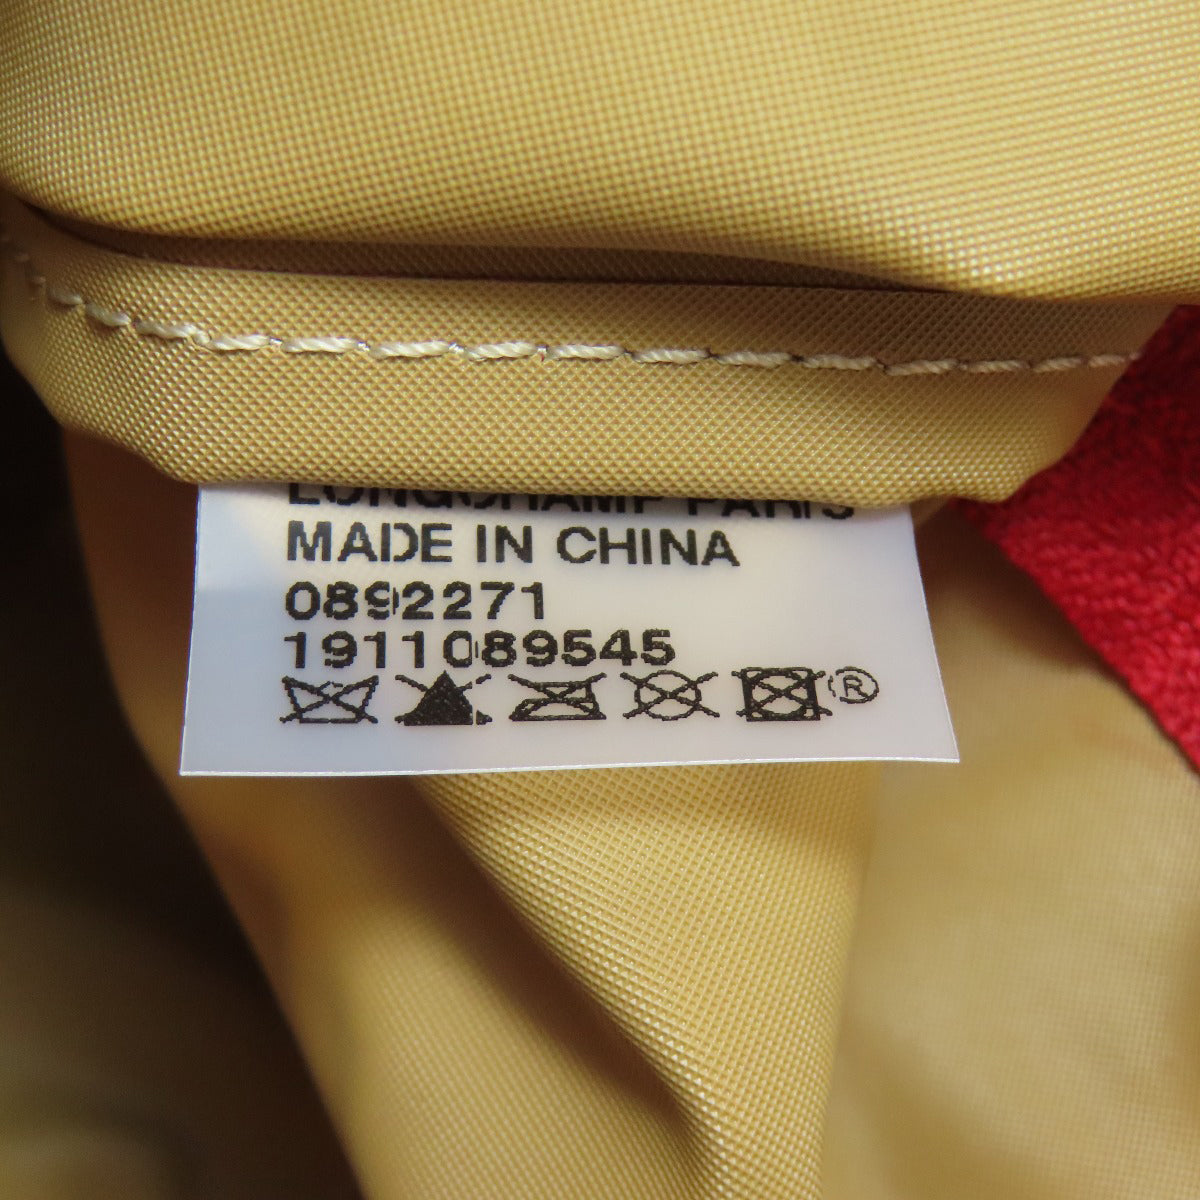 LONGCHAMP PARIS
MADE IN CHINA
0892271
1911089545
®